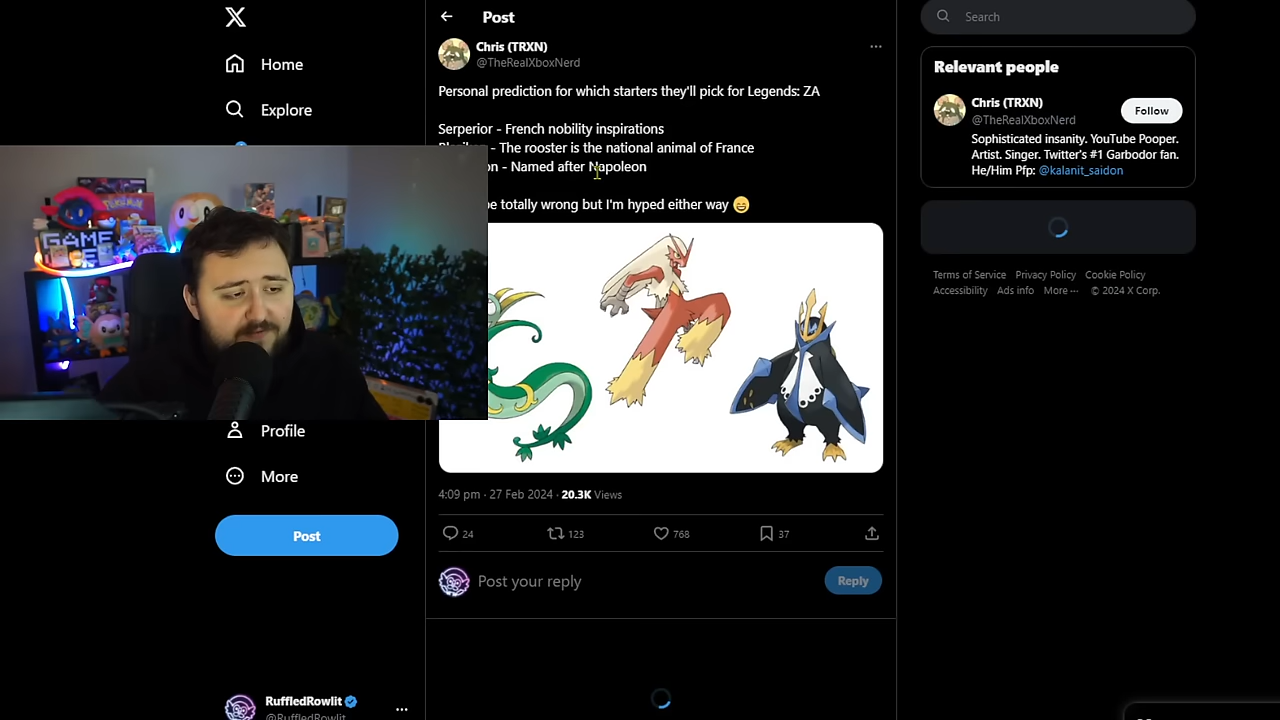 Post
Search
Chris (TRXN)
@TheRealXboxNerd
Home
Explore
Personal prediction for which starters they'll pick for Legends: ZA
Serperior - French nobility inspirations
- The rooster is the national animal of France
on - Named after Napoleon
be totally wrong but I'm hyped either way 😄
GAME
Profile
More
Post
4:09 pm · 27 Feb 2024 · 20.3K Views
24
123
768
37
Post your reply
Reply
RuffledRowlit
@RuffledRowlit
Relevant people
Chris (TRXN)
@TheRealXboxNerd
Follow
Sophisticated insanity. YouTube Pooper.
Artist. Singer. Twitter's #1 Garbodor fan.
He/Him Pfp: @kalanit_saidon
Terms of Service Privacy Policy Cookie Policy
Accessibility Ads info More ··· © 2024 X Corp.